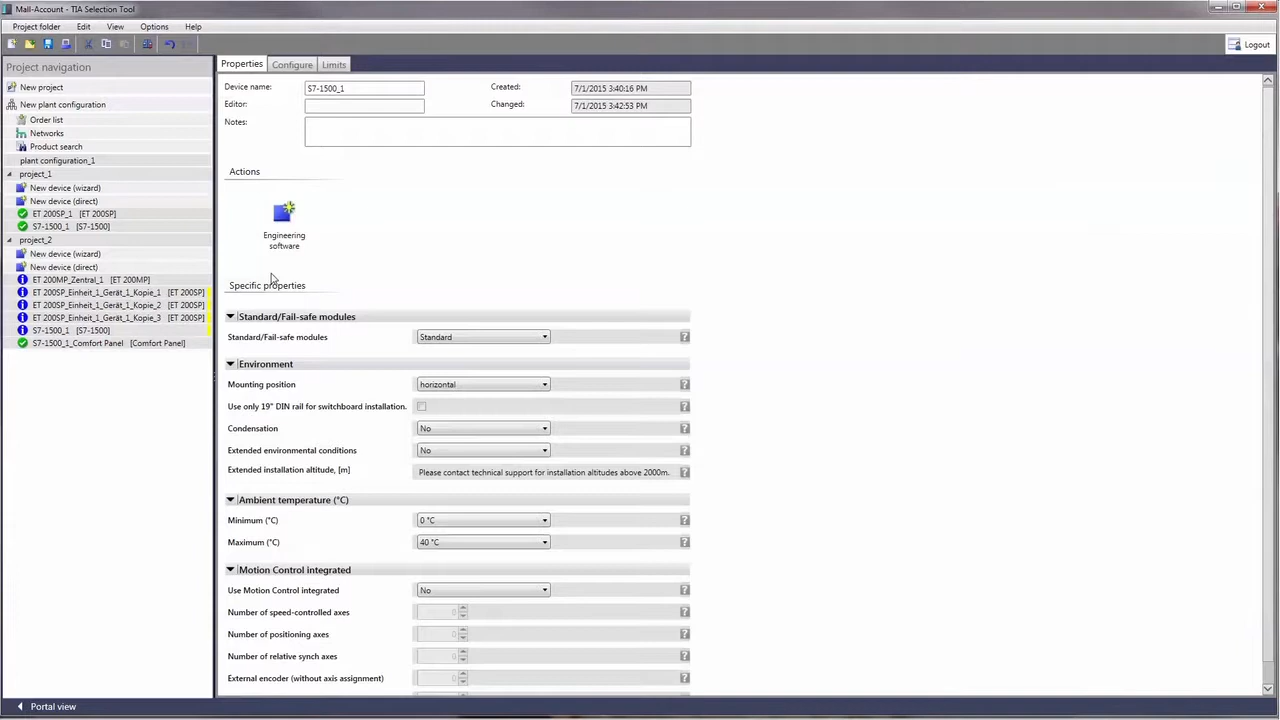 Mall-Account - TIA Selection Tool
Project folder Edit View Options Help
Logout
Project navigation
New project
New plant configuration
Order list
Networks
Product search
plant configuration_1
project_1
New device (wizard)
New device (direct)
ET 200SP_1 [ET 200SP]
S7-1500_1 [S7-1500]
project_2
New device (wizard)
New device (direct)
ET 200MP_Zentral_1 [ET 200MP]
ET 200SP_Einheit_1_Gerät_1_Kopie_1 [ET 200SP]
ET 200SP_Einheit_1_Gerät_1_Kopie_2 [ET 200SP]
ET 200SP_Einheit_1_Gerät_1_Kopie_3 [ET 200SP]
S7-1500_1 [S7-1500]
S7-1500_1_Comfort Panel [Comfort Panel]
Properties Configure Limits
Device name: S7-1500_1 Created: 7/1/2015 3:40:16 PM
Editor: Changed: 7/1/2015 3:42:53 PM
Notes:
Actions
Engineering
software
Specific properties
Standard/Fail-safe modules
Standard/Fail-safe modules Standard ?
Environment
Mounting position horizontal ?
Use only 19" DIN rail for switchboard installation. ?
Condensation No ?
Extended environmental conditions No ?
Extended installation altitude, [m] Please contact technical support for installation altitudes above 2000m. ?
Ambient temperature (°C)
Minimum (°C) 0 °C ?
Maximum (°C) 40 °C ?
Motion Control integrated
Use Motion Control integrated No ?
Number of speed-controlled axes 0 ?
Number of positioning axes 0 ?
Number of relative synch axes 0 ?
External encoder (without axis assignment) 0 ?
Portal view